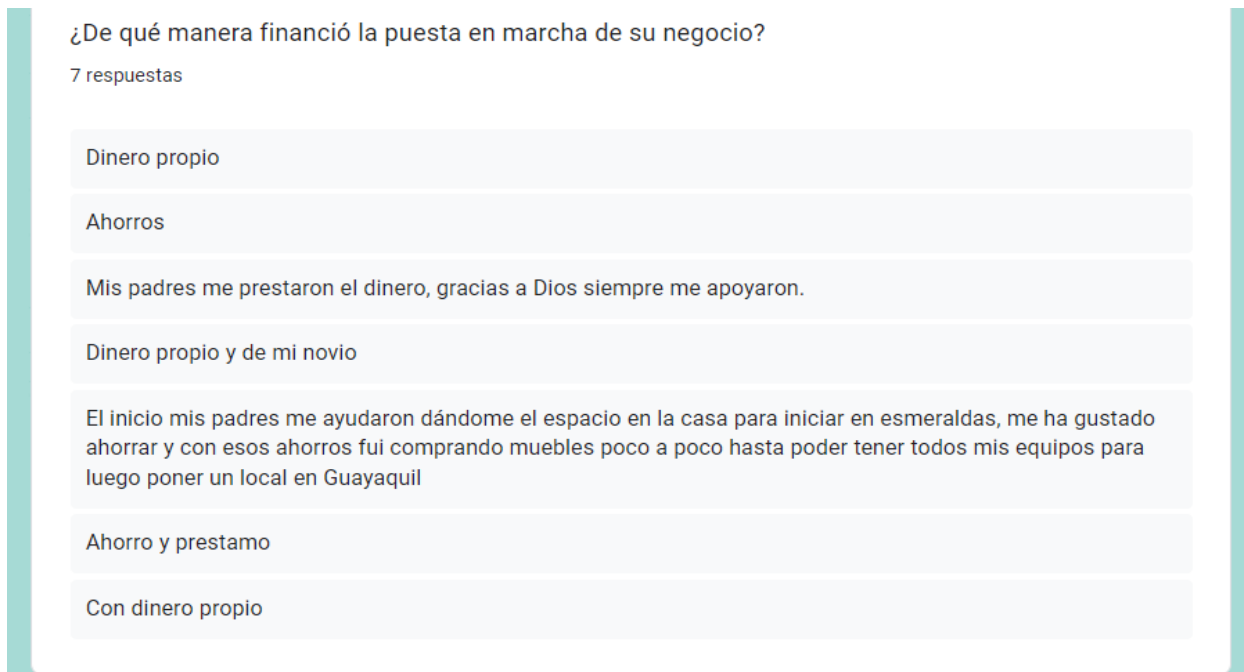 ¿De qué manera financió la puesta en marcha de su negocio?
7 respuestas
Dinero propio
Ahorros
Mis padres me prestaron el dinero, gracias a Dios siempre me apoyaron.
Dinero propio y de mi novio
El inicio mis padres me ayudaron dándome el espacio en la casa para iniciar en esmeraldas, me ha gustado
ahorrar y con esos ahorros fui comprando muebles poco a poco hasta poder tener todos mis equipos para
luego poner un local en Guayaquil
Ahorro y prestamo
Con dinero propio